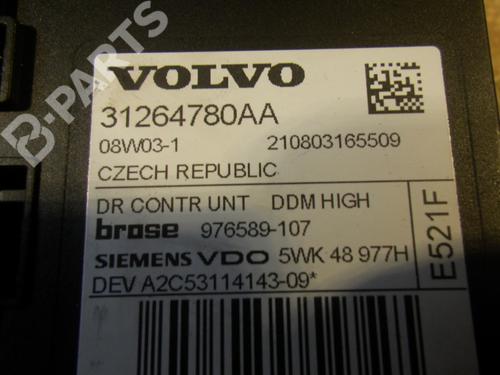 B-PARTS
VOLVO
31264780AA
08W03-1 210803165509
CZECH REPUBLIC
DR CONTR UNT DDM HIGH
brose 976589-107
SIEMENS VDO 5WK 48 977H
DEV A2C53114143-09*
E521F